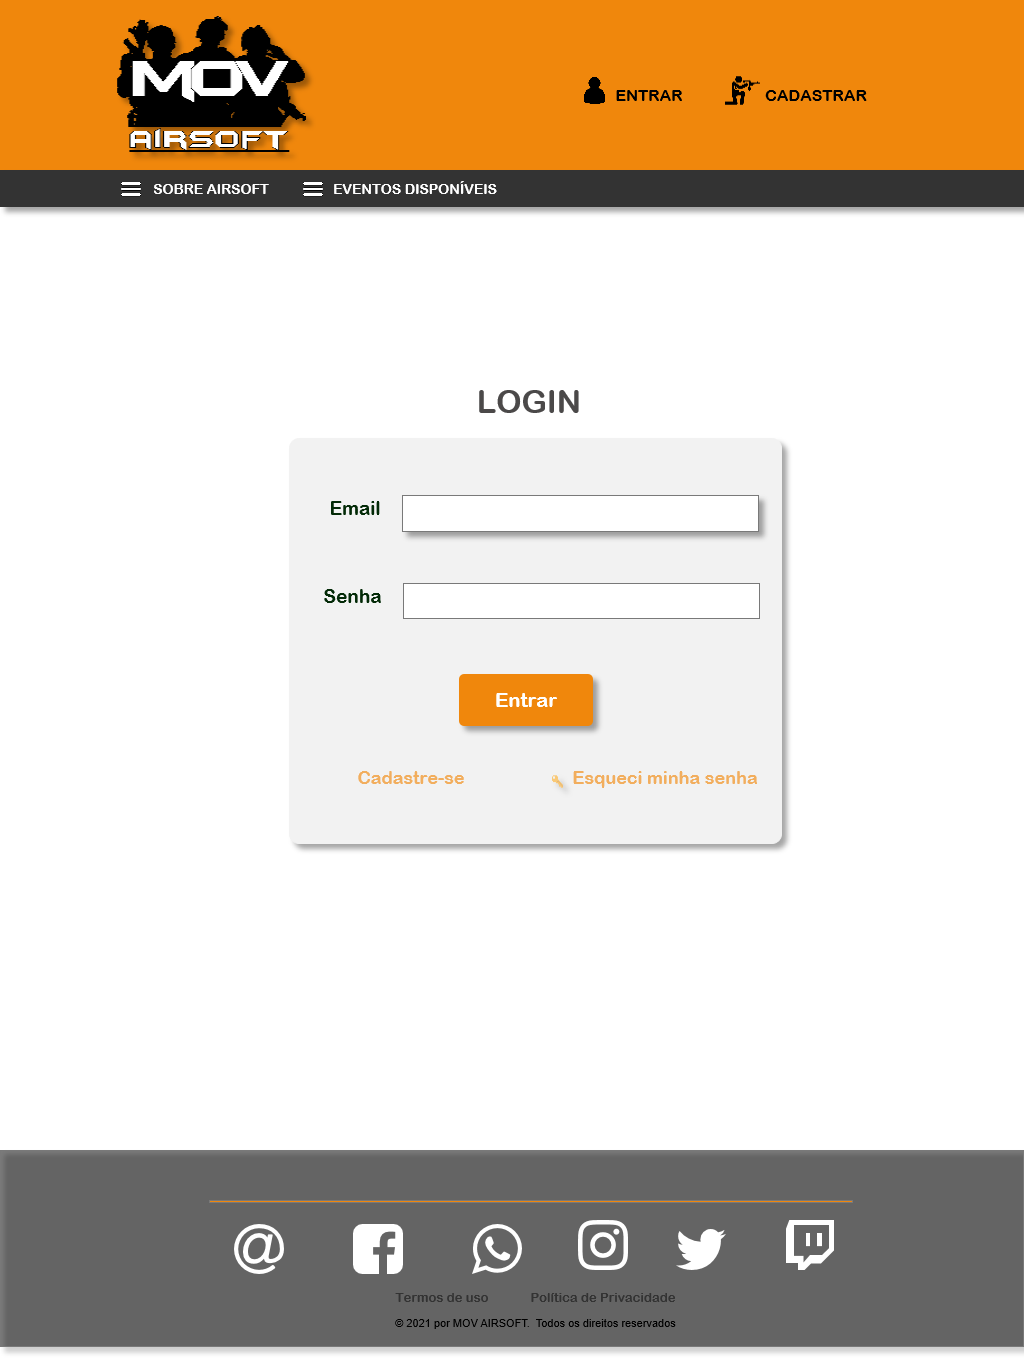 MOV
AIRSOFT
ENTRAR
CADASTRAR
SOBRE AIRSOFT
EVENTOS DISPONÍVEIS
LOGIN
Email
Senha
Entrar
Cadastre-se
Esqueci minha senha
Termos de uso
Política de Privacidade
© 2021 por MOV AIRSOFT. Todos os direitos reservados